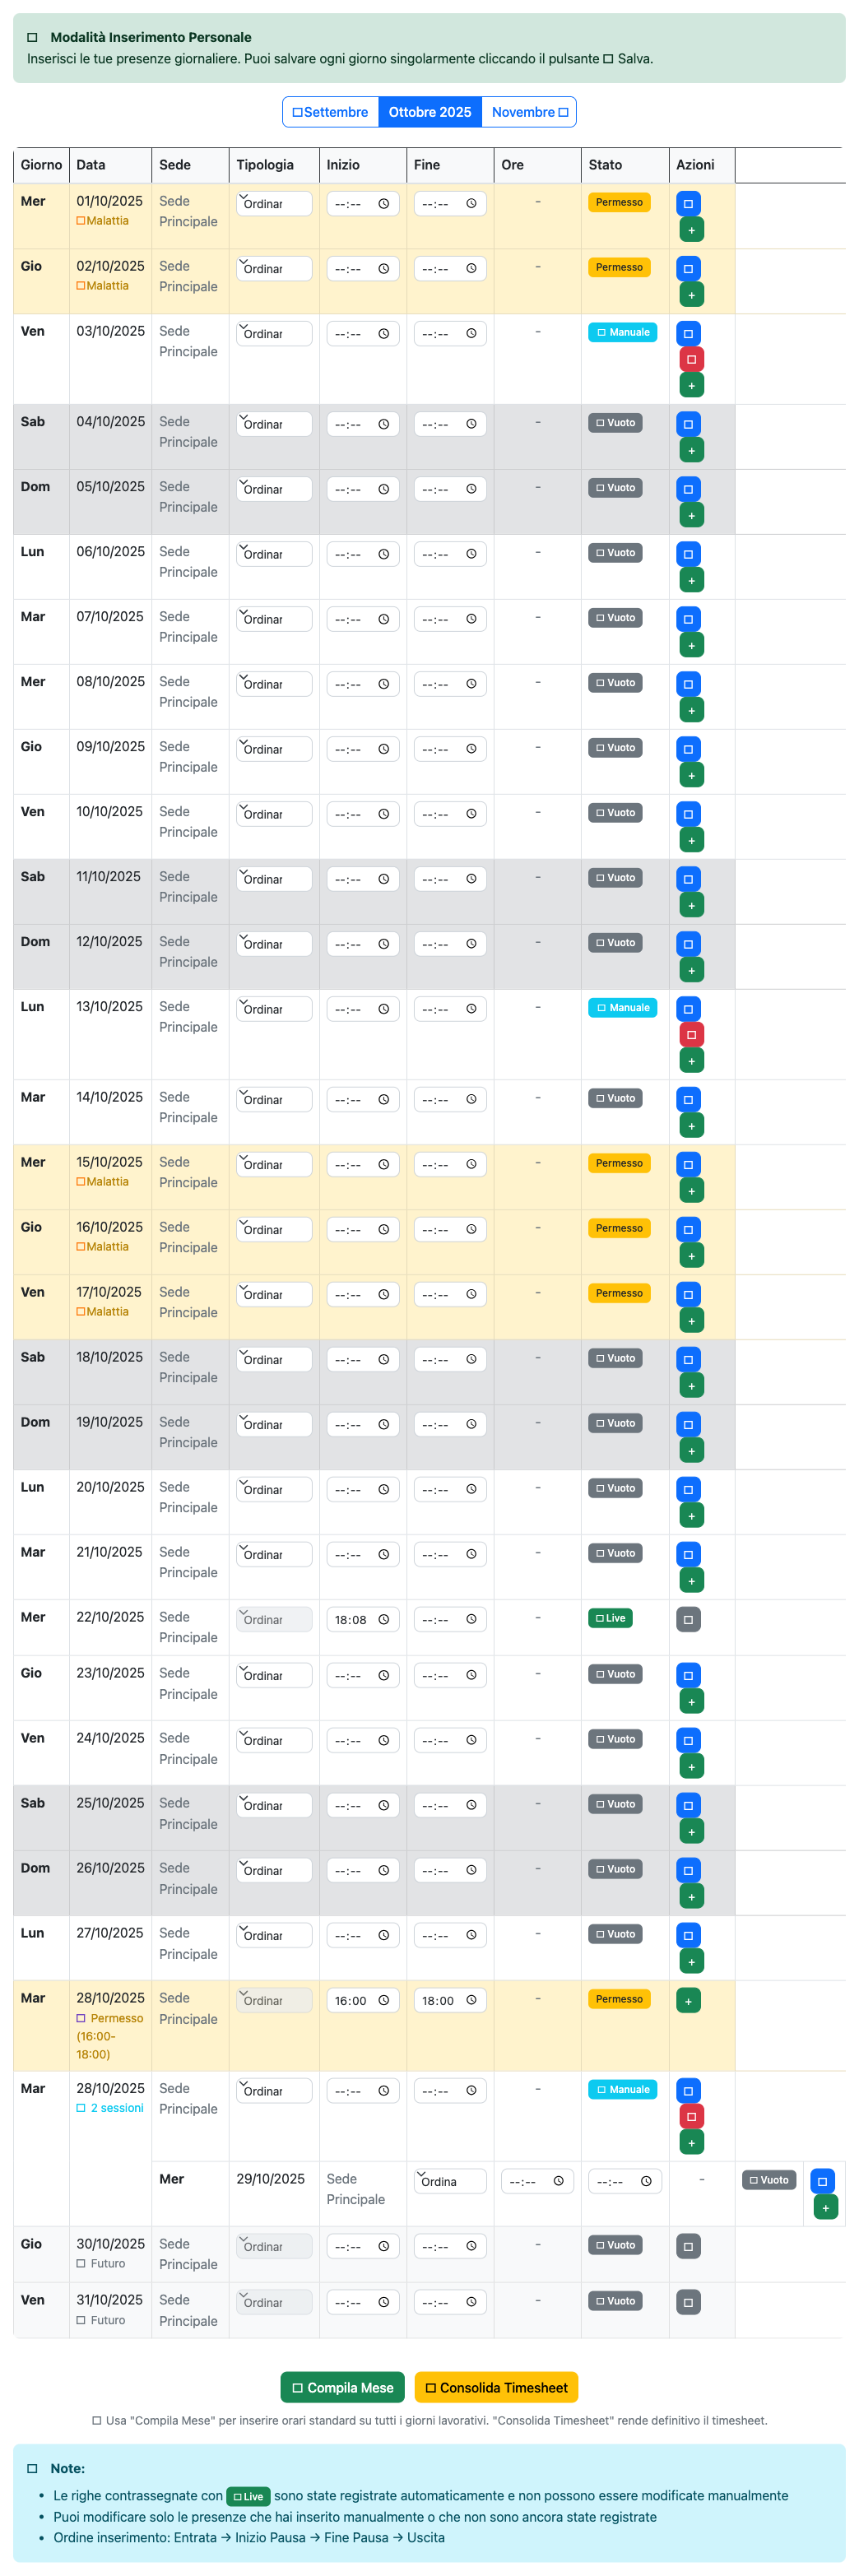 Modalità Inserimento Personale
Inserisci le tue presenze giornaliere. Puoi salvare ogni giorno singolarmente cliccando il pulsante Salva.
Settembre Ottobre 2025 Novembre
Giorno Data Sede Tipologia Inizio Fine Ore Stato Azioni
Mer 01/10/2025 Sede Ordinar --:-- --:-- - Permesso
Malattia Principale +
Gio 02/10/2025 Sede Ordinar --:-- --:-- - Permesso
Malattia Principale +
Ven 03/10/2025 Sede Ordinar --:-- --:-- - Manuale
Principale
+
Sab 04/10/2025 Sede Ordinar --:-- --:-- - Vuoto
Principale +
Dom 05/10/2025 Sede Ordinar --:-- --:-- - Vuoto
Principale +
Lun 06/10/2025 Sede Ordinar --:-- --:-- - Vuoto
Principale +
Mar 07/10/2025 Sede Ordinar --:-- --:-- - Vuoto
Principale +
Mer 08/10/2025 Sede Ordinar --:-- --:-- - Vuoto
Principale +
Gio 09/10/2025 Sede Ordinar --:-- --:-- - Vuoto
Principale +
Ven 10/10/2025 Sede Ordinar --:-- --:-- - Vuoto
Principale +
Sab 11/10/2025 Sede Ordinar --:-- --:-- - Vuoto
Principale +
Dom 12/10/2025 Sede Ordinar --:-- --:-- - Vuoto
Principale +
Lun 13/10/2025 Sede Ordinar --:-- --:-- - Manuale
Principale
+
Mar 14/10/2025 Sede Ordinar --:-- --:-- - Vuoto
Principale +
Mer 15/10/2025 Sede Ordinar --:-- --:-- - Permesso
Malattia Principale +
Gio 16/10/2025 Sede Ordinar --:-- --:-- - Permesso
Malattia Principale +
Ven 17/10/2025 Sede Ordinar --:-- --:-- - Permesso
Malattia Principale +
Sab 18/10/2025 Sede Ordinar --:-- --:-- - Vuoto
Principale +
Dom 19/10/2025 Sede Ordinar --:-- --:-- - Vuoto
Principale +
Lun 20/10/2025 Sede Ordinar --:-- --:-- - Vuoto
Principale +
Mar 21/10/2025 Sede Ordinar --:-- --:-- - Vuoto
Principale +
Mer 22/10/2025 Sede Ordinar 18:08 --:-- - Live
Principale
Gio 23/10/2025 Sede Ordinar --:-- --:-- - Vuoto
Principale +
Ven 24/10/2025 Sede Ordinar --:-- --:-- - Vuoto
Principale +
Sab 25/10/2025 Sede Ordinar --:-- --:-- - Vuoto
Principale +
Dom 26/10/2025 Sede Ordinar --:-- --:-- - Vuoto
Principale +
Lun 27/10/2025 Sede Ordinar --:-- --:-- - Vuoto
Principale +
Mar 28/10/2025 Sede Ordinar 16:00 18:00 - Permesso +
Permesso Principale
(16:00-
18:00)
Mar 28/10/2025 Sede Ordinar --:-- --:-- - Manuale
2 sessioni Principale
+
Mer 29/10/2025 Sede Ordina --:-- --:-- - Vuoto
Principale +
Gio 30/10/2025 Sede Ordinar --:-- --:-- - Vuoto
Futuro Principale
Ven 31/10/2025 Sede Ordinar --:-- --:-- - Vuoto
Futuro Principale
Compila Mese Consolida Timesheet
Usa "Compila Mese" per inserire orari standard su tutti i giorni lavorativi. "Consolida Timesheet" rende definitivo il timesheet.
Note:
• Le righe contrassegnate con Live sono state registrate automaticamente e non possono essere modificate manualmente
• Puoi modificare solo le presenze che hai inserito manualmente o che non sono ancora state registrate
• Ordine inserimento: Entrata → Inizio Pausa → Fine Pausa → Uscita